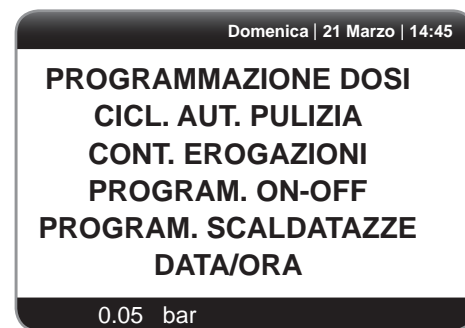 Domenica | 21 Marzo | 14:45
PROGRAMMAZIONE DOSI
CICL. AUT. PULIZIA
CONT. EROGAZIONI
PROGRAM. ON-OFF
PROGRAM. SCALDATAZZE
DATA/ORA
0.05 bar